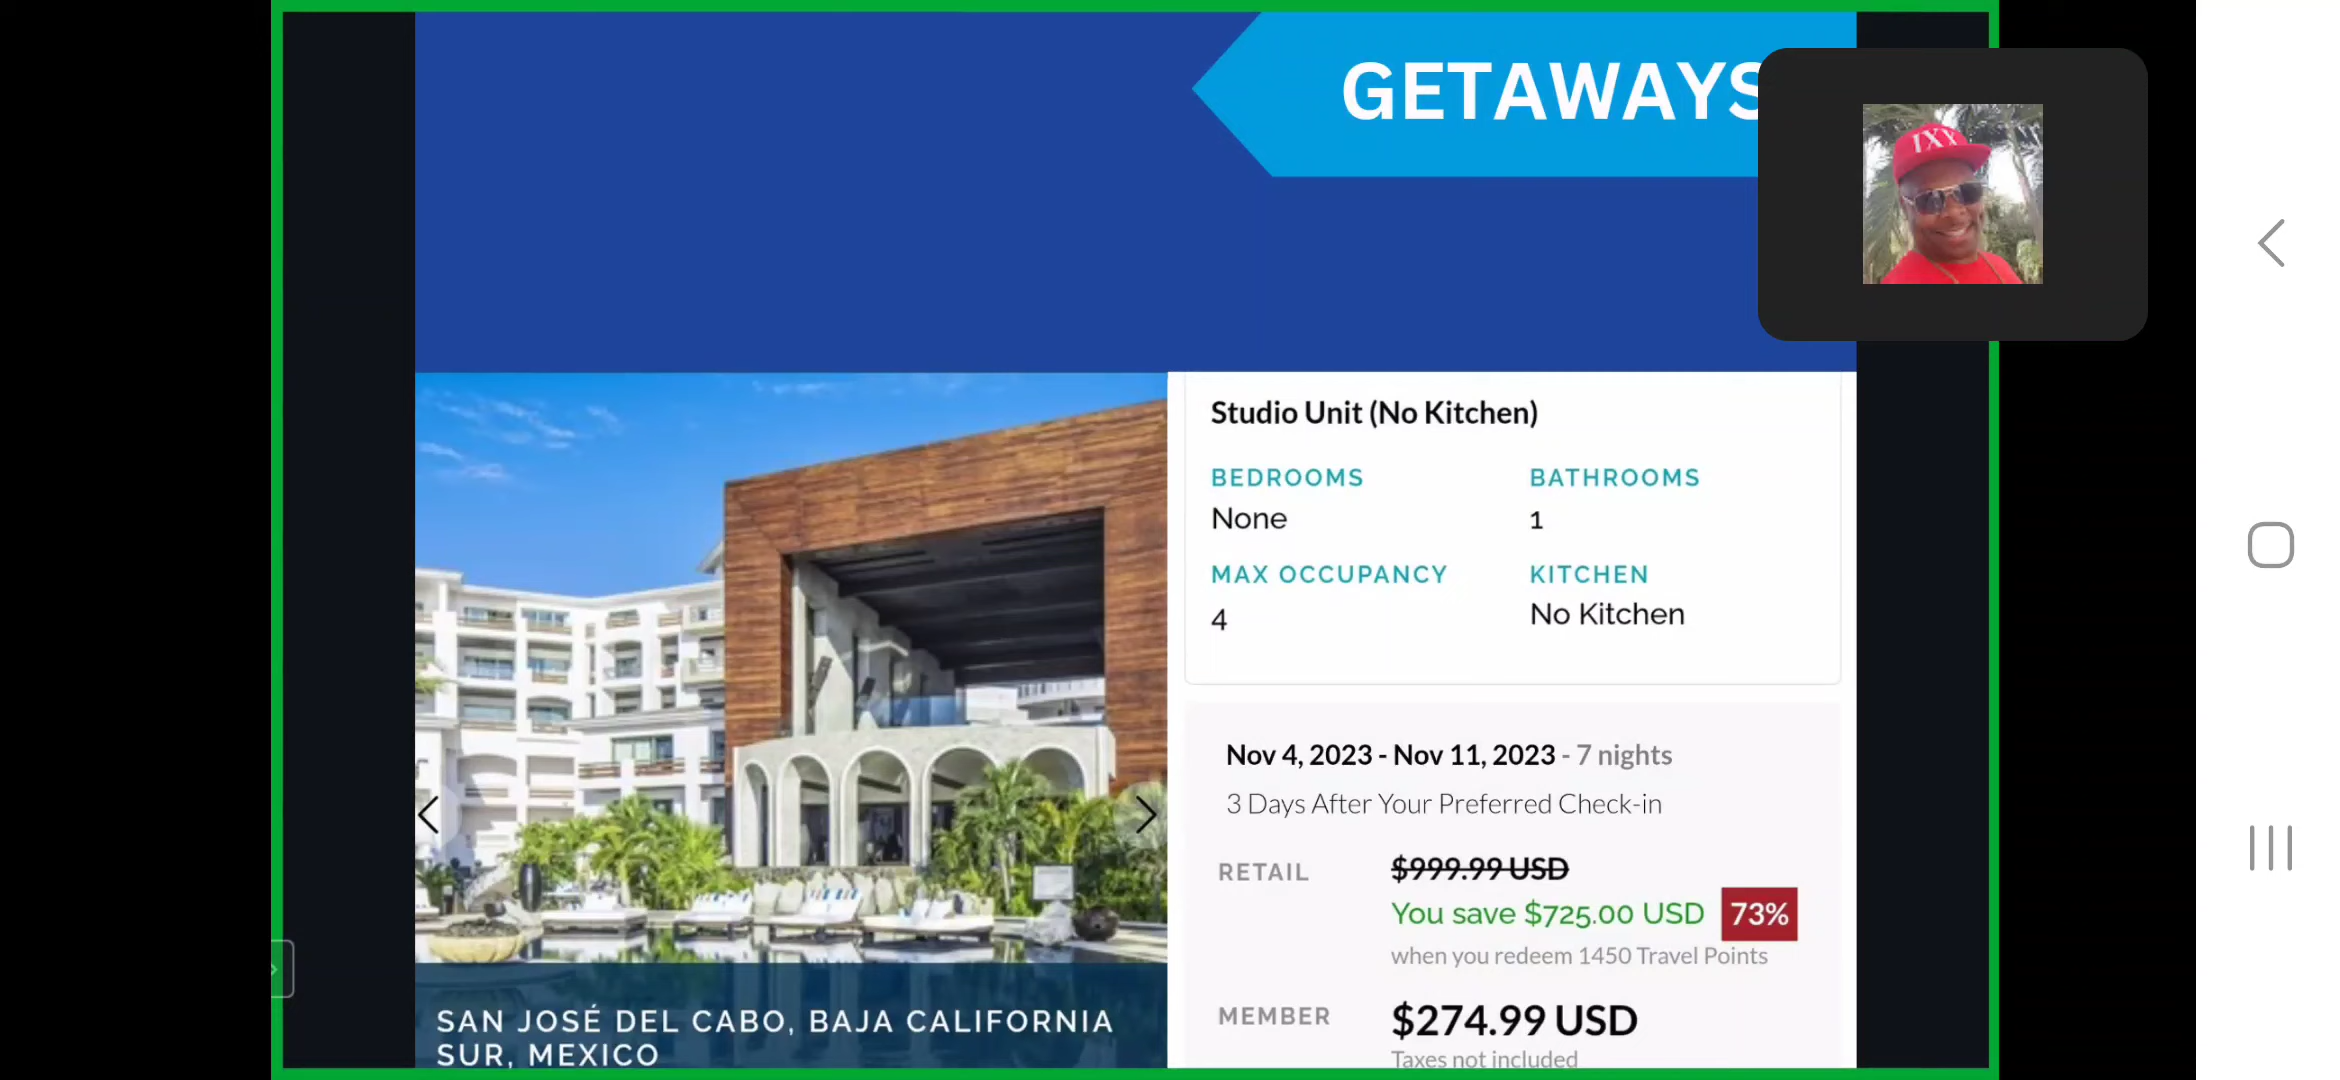 GETAWAYS
IXX
Studio Unit (No Kitchen)
BEDROOMS
None
BATHROOMS
1
MAX OCCUPANCY
4
KITCHEN
No Kitchen
Nov 4, 2023 - Nov 11, 2023 - 7 nights
3 Days After Your Preferred Check-in
RETAIL
$999.99 USD
You save $725.00 USD 73%
when you redeem 1450 Travel Points
MEMBER
$274.99 USD
Taxes not included
SAN JOSÉ DEL CABO, BAJA CALIFORNIA
SUR, MEXICO